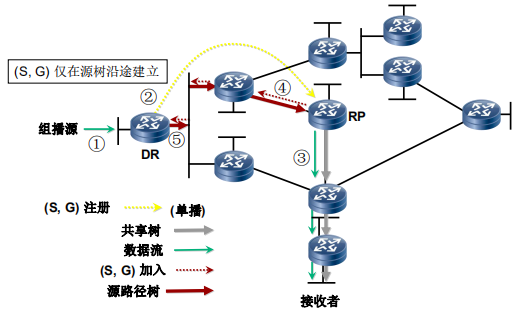 (S, G) 仅在源树沿途建立
②
④
RP
组播源
①
DR
⑤
③
(S, G) 注册
(单播)
共享树
数据流
(S, G) 加入
源路径树
接收者